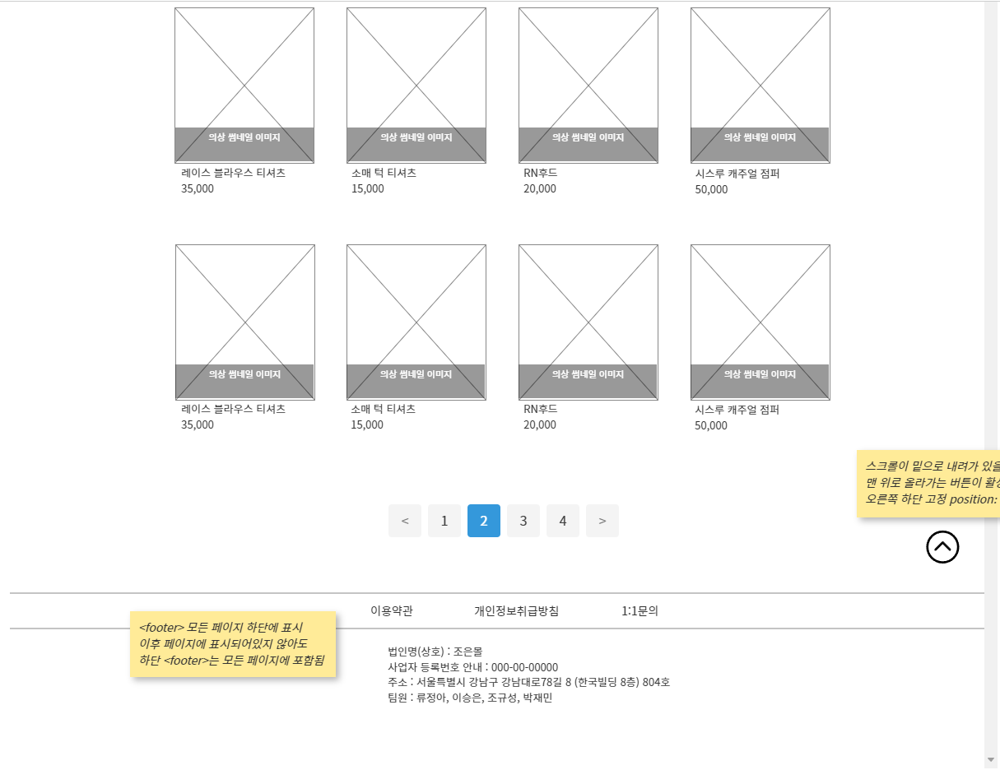 의상 썸네일 이미지
의상 썸네일 이미지
의상 썸네일 이미지
의상 썸네일 이미지
레이스 블라우스 티셔츠
35,000
소매 턱 티셔츠
15,000
RN후드
20,000
시스루 캐주얼 점퍼
50,000
의상 썸네일 이미지
의상 썸네일 이미지
의상 썸네일 이미지
의상 썸네일 이미지
레이스 블라우스 티셔츠
35,000
소매 턱 티셔츠
15,000
RN후드
20,000
시스루 캐주얼 점퍼
50,000
스크롤이 밑으로 내려가 있을
맨 위로 올라가는 버튼이
오른쪽 하단 고정 position:
< 1 2 3 4 >
이용약관 개인정보취급방침 1:1문의
<footer> 모든 페이지 하단에 표시
이후 페이지에 표시되어있지 않아도
하단 <footer>는 모든 페이지에 포함됨
법인명(상호) : 조은몰
사업자 등록번호 안내 : 000-00-00000
주소 : 서울특별시 강남구 강남대로78길 8 (한국빌딩 8층) 804호
팀원 : 류정아, 이승은, 조규성, 박재민